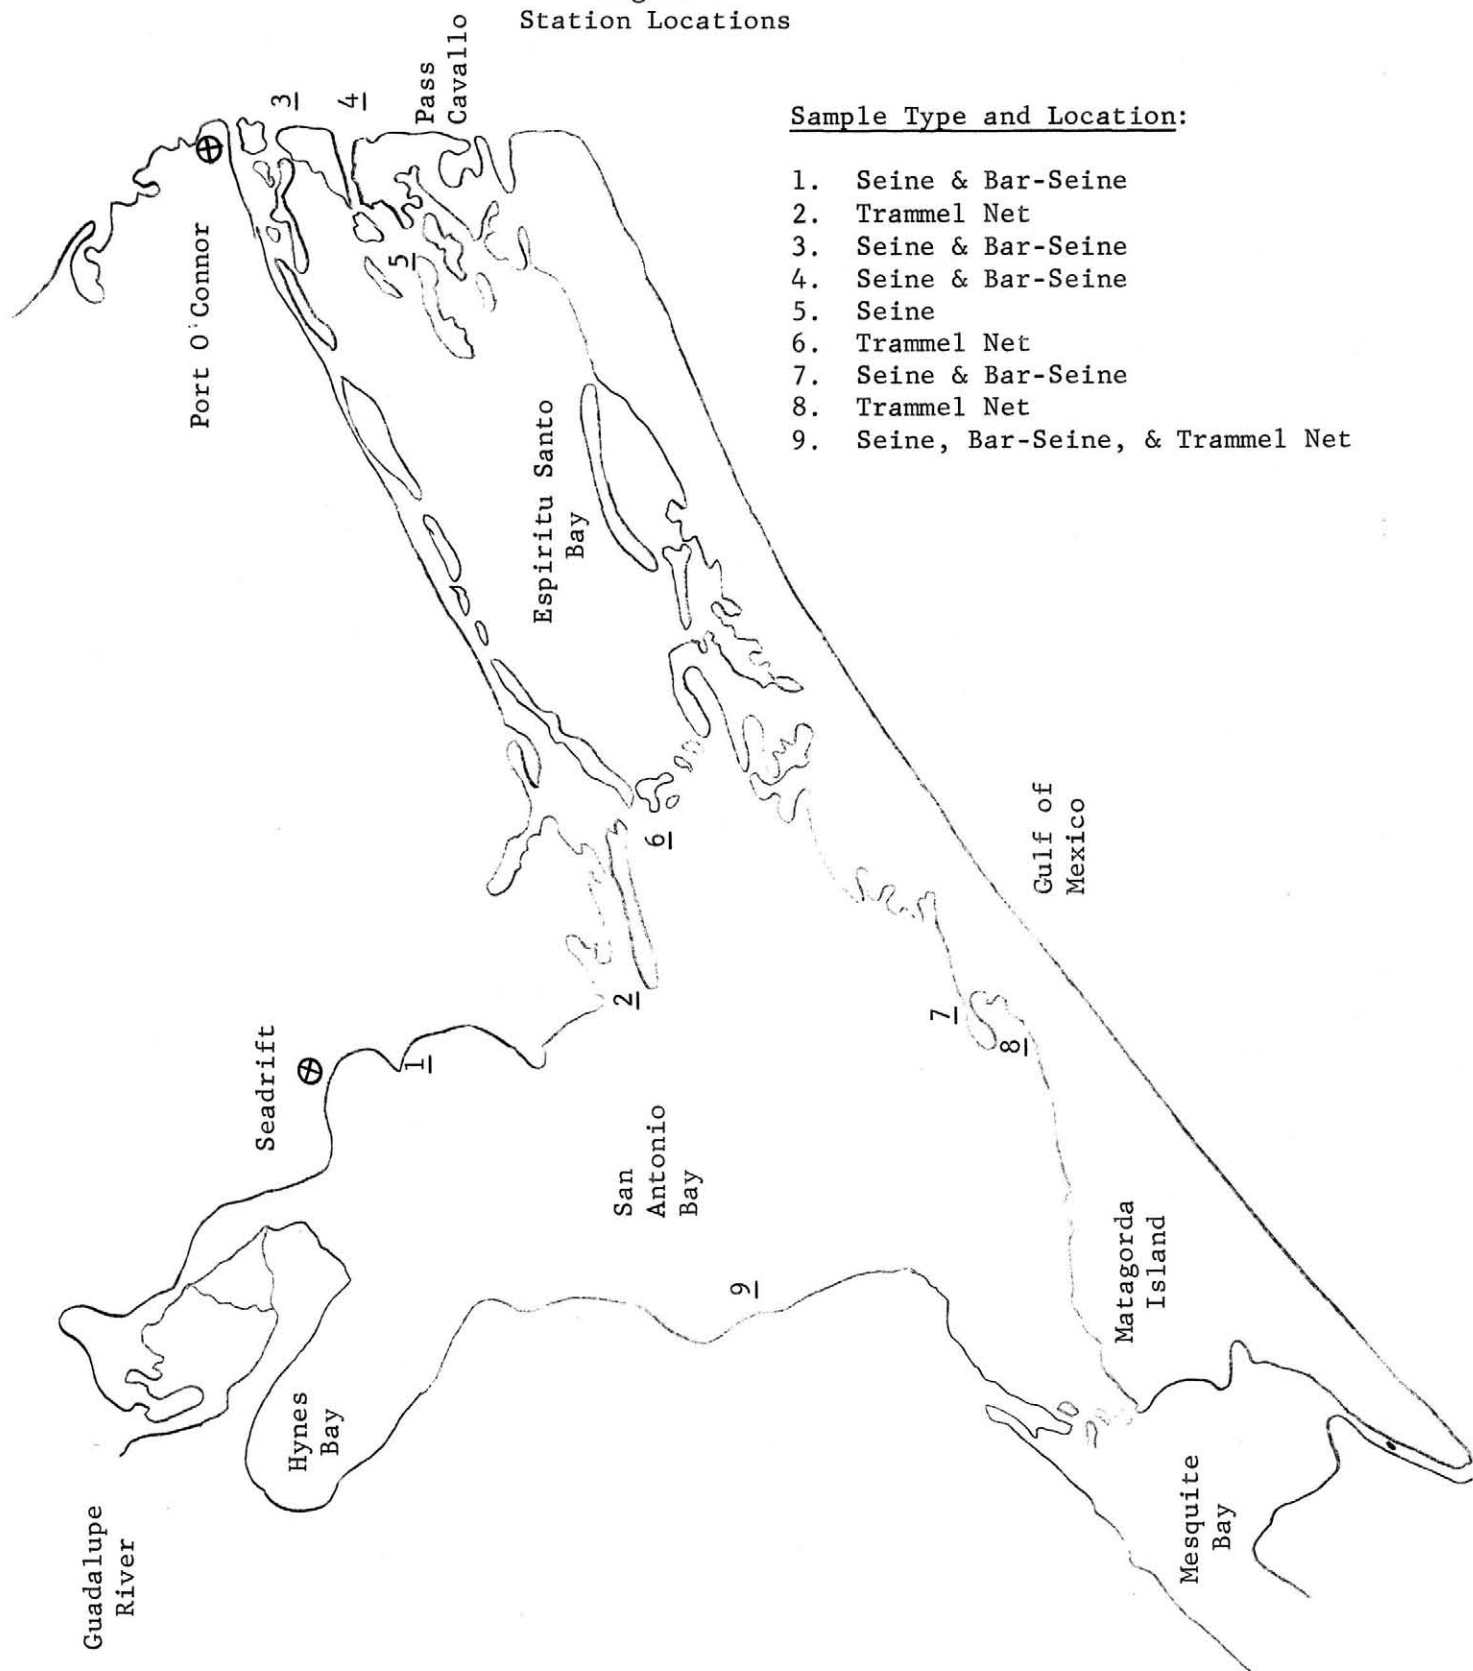 Station Locations
Sample Type and Location:
1. Seine & Bar-Seine
2. Trammel Net
3. Seine & Bar-Seine
4. Seine & Bar-Seine
5. Seine
6. Trammel Net
7. Seine & Bar-Seine
8. Trammel Net
9. Seine, Bar-Seine, & Trammel Net
3
4
Pass
Cavallo
Port O'Connor
5
Espiritu Santo
Bay
6
2
Seadrift
1
Gulf of
Mexico
7
8
San
Antonio
Bay
9
Matagorda
Island
Hynes
Bay
Guadalupe
River
Mesquite
Bay